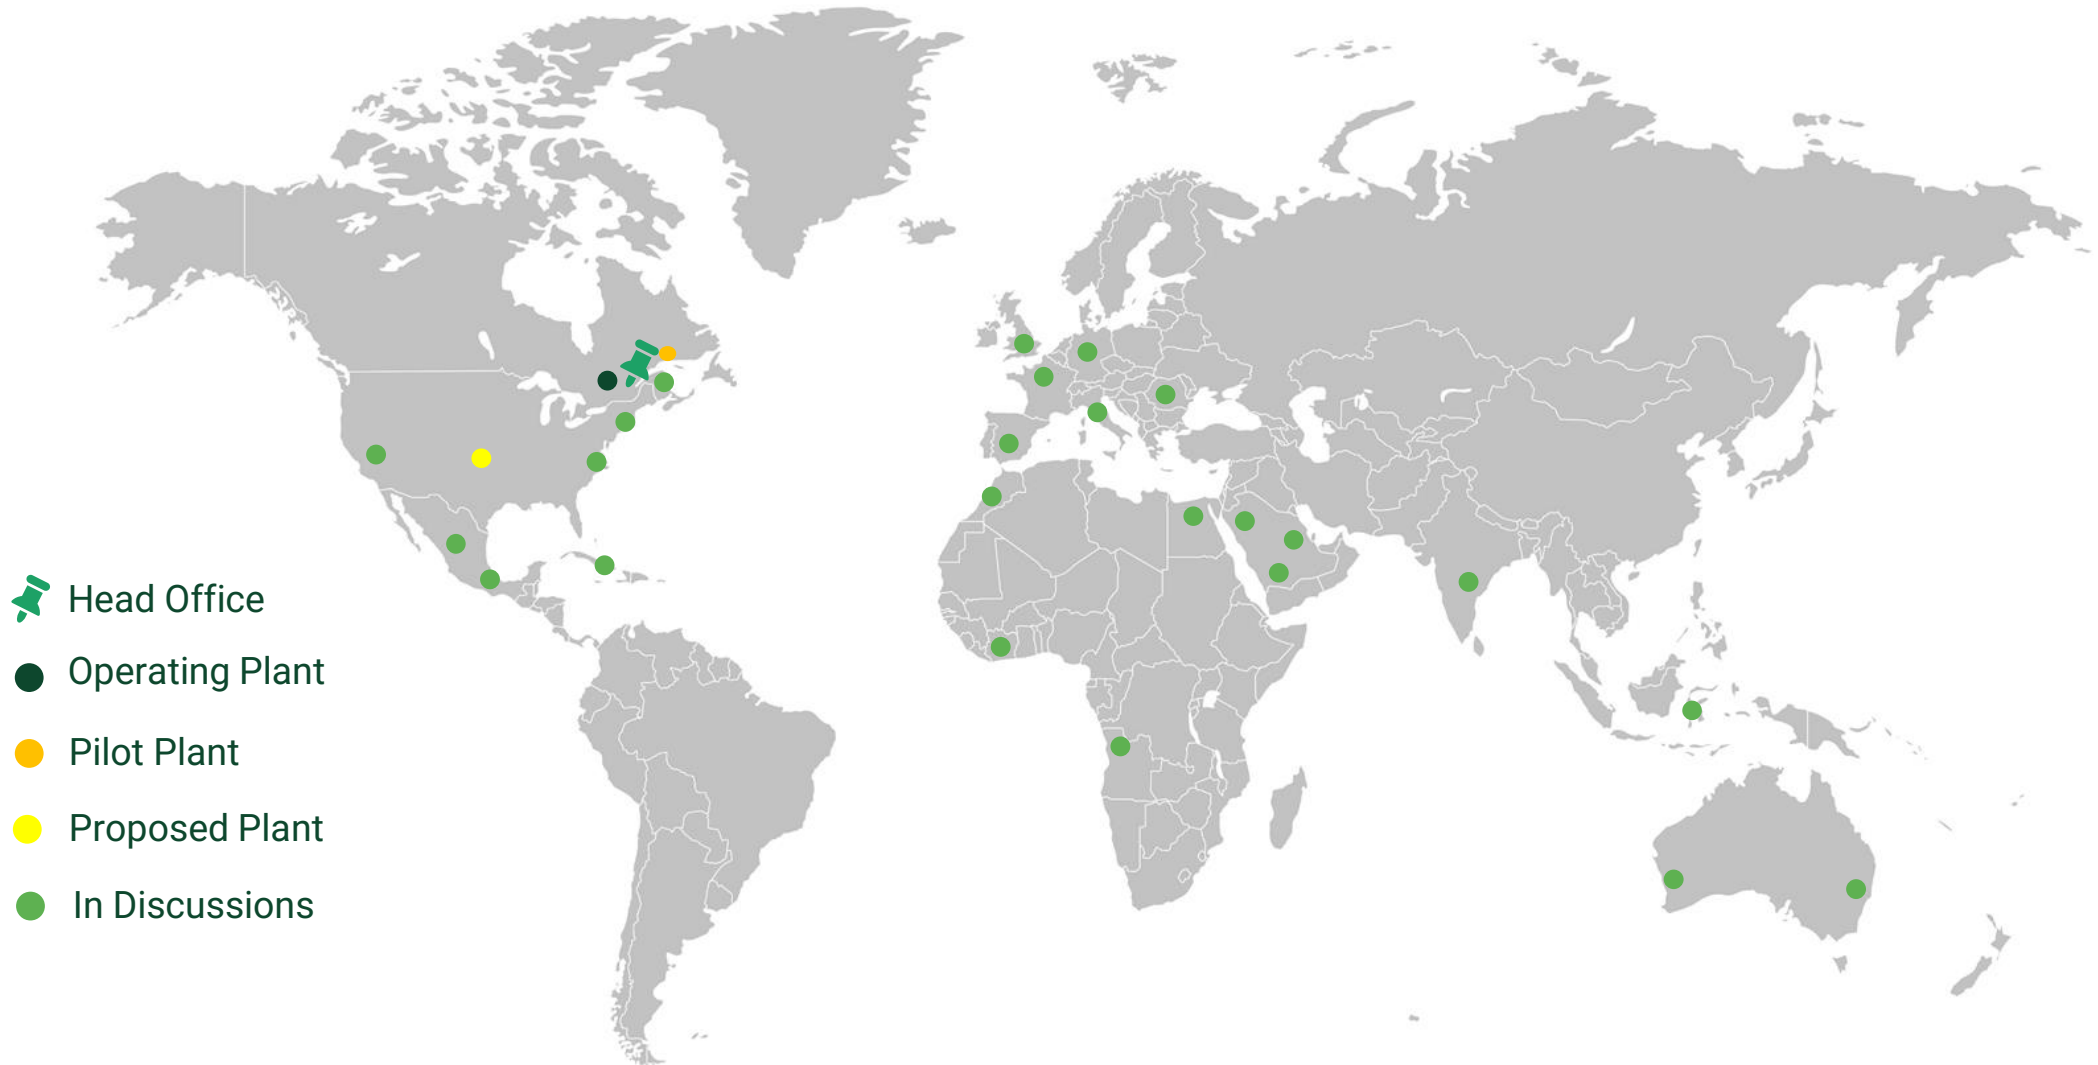 Head Office
Operating Plant
Pilot Plant
Proposed Plant
In Discussions